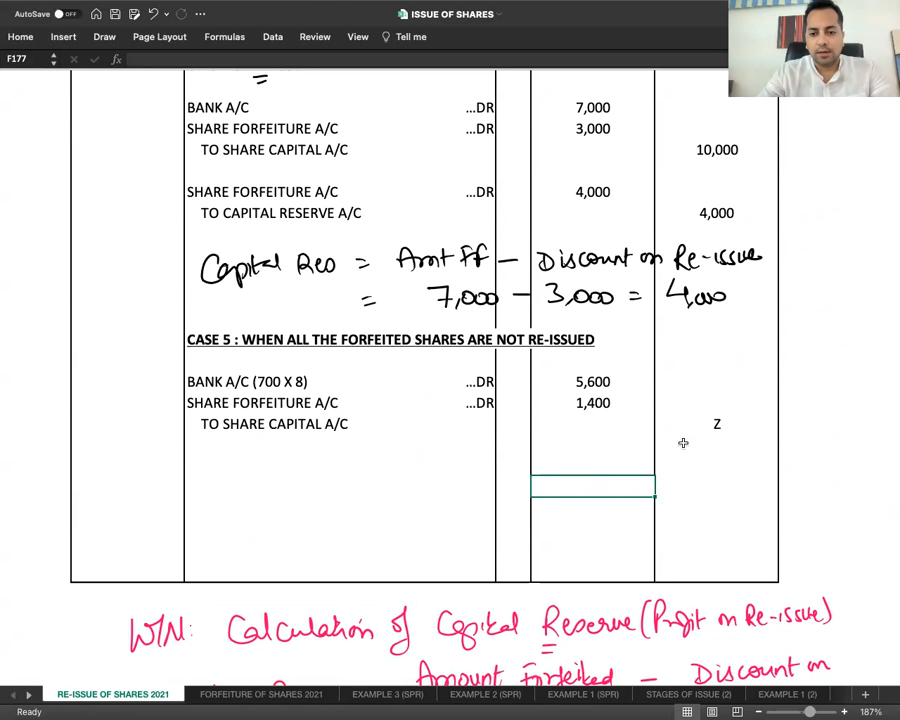 AutoSave OFF ISSUE OF SHARES
Home Insert Draw Page Layout Formulas Data Review View Tell me
F177 fx
BANK A/C ...DR 7,000
SHARE FORFEITURE A/C ...DR 3,000
TO SHARE CAPITAL A/C 10,000
SHARE FORFEITURE A/C ...DR 4,000
TO CAPITAL RESERVE A/C 4,000
Capital Res = Amt ff - Discount on Re-issue
= 7,000 - 3,000 = 4,000
CASE 5 : WHEN ALL THE FORFEITED SHARES ARE NOT RE-ISSUED
BANK A/C (700 X 8) ...DR 5,600
SHARE FORFEITURE A/C ...DR 1,400
TO SHARE CAPITAL A/C Z
W/N: Calculation of Capital Reserve (Profit on Re-issue)
Amount Forfeited - Discount on
RE-ISSUE OF SHARES 2021 FORFEITURE OF SHARES 2021 EXAMPLE 3 (SPR) EXAMPLE 2 (SPR) EXAMPLE 1 (SPR) STAGES OF ISSUE (2) EXAMPLE 1 (2) +
Ready 187%